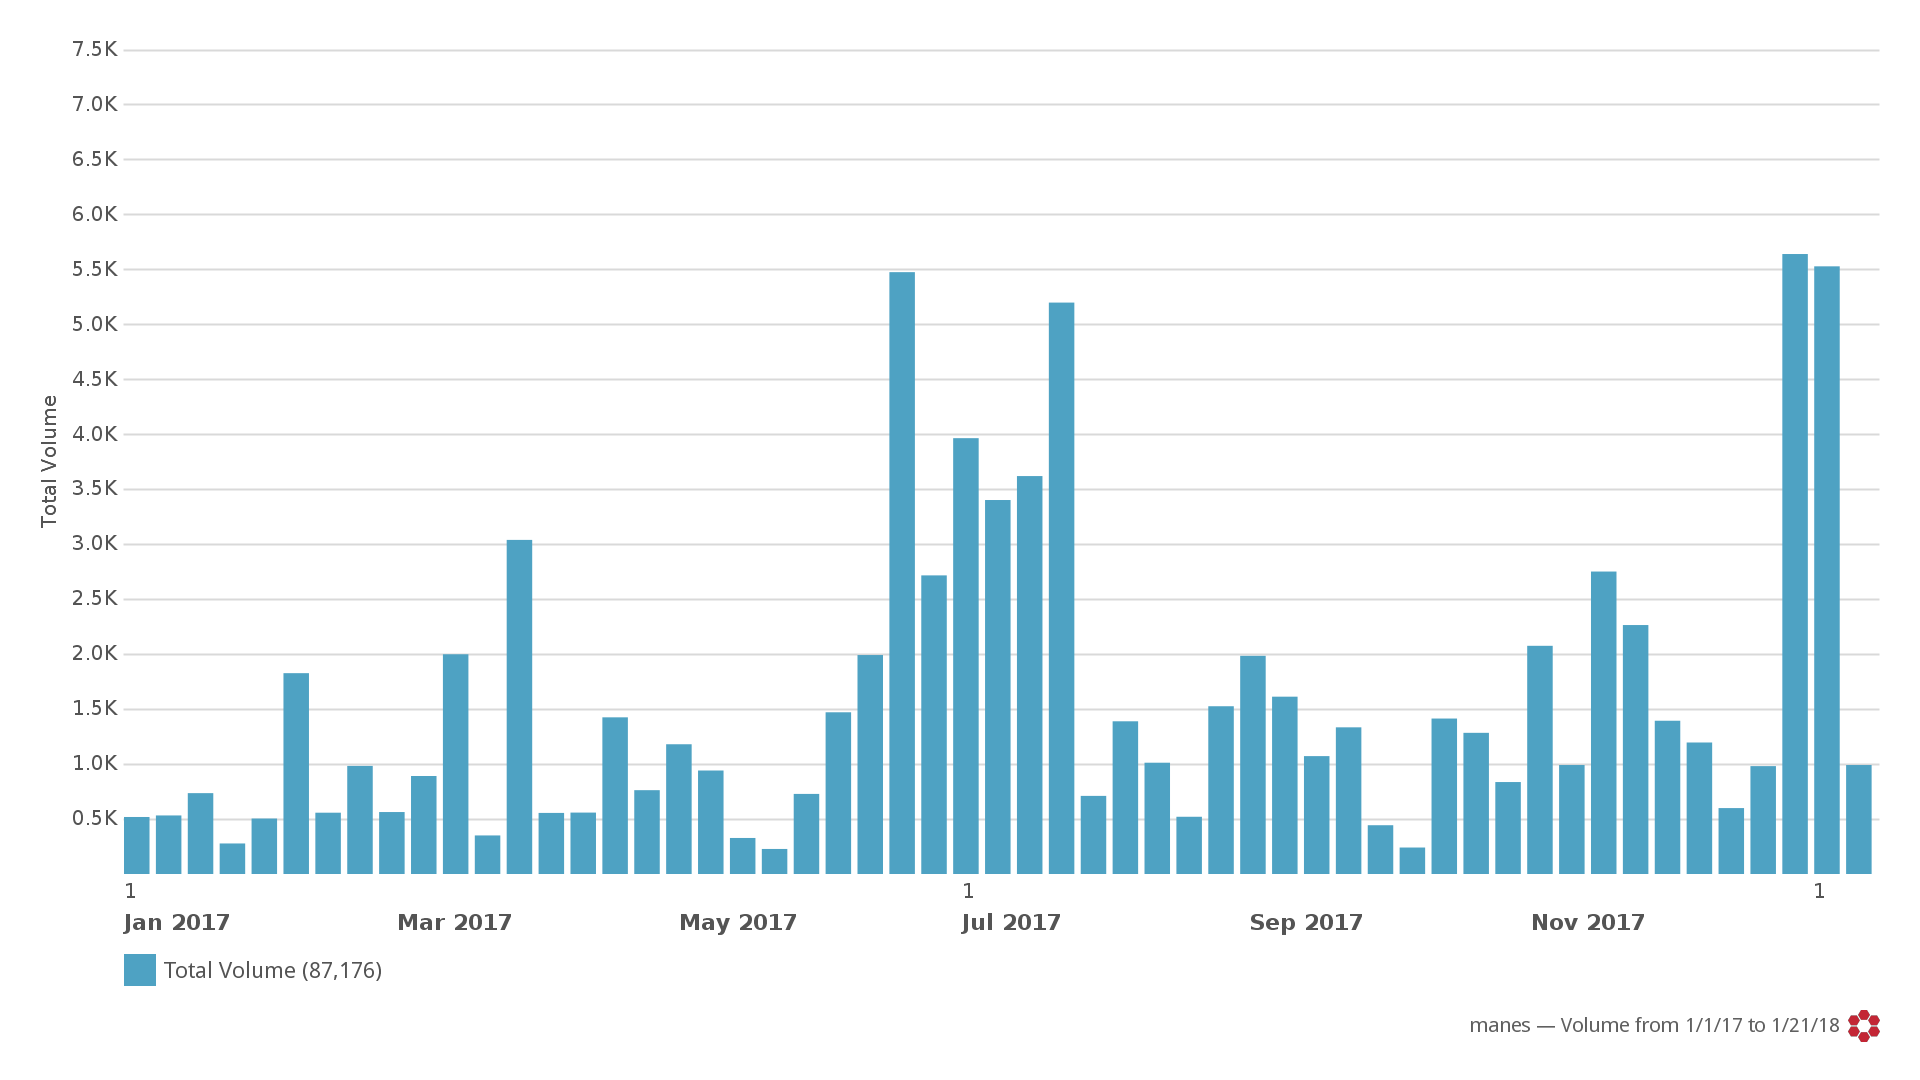 7.5K
7.0K
6.5K
6.0K
5.5K
5.0K
4.5K
4.0K
3.5K
3.0K
2.5K
2.0K
1.5K
1.0K
0.5K
Total Volume
1 1 1
Jan 2017 Mar 2017 May 2017 Jul 2017 Sep 2017 Nov 2017
Total Volume (87,176)
manes — Volume from 1/1/17 to 1/21/18